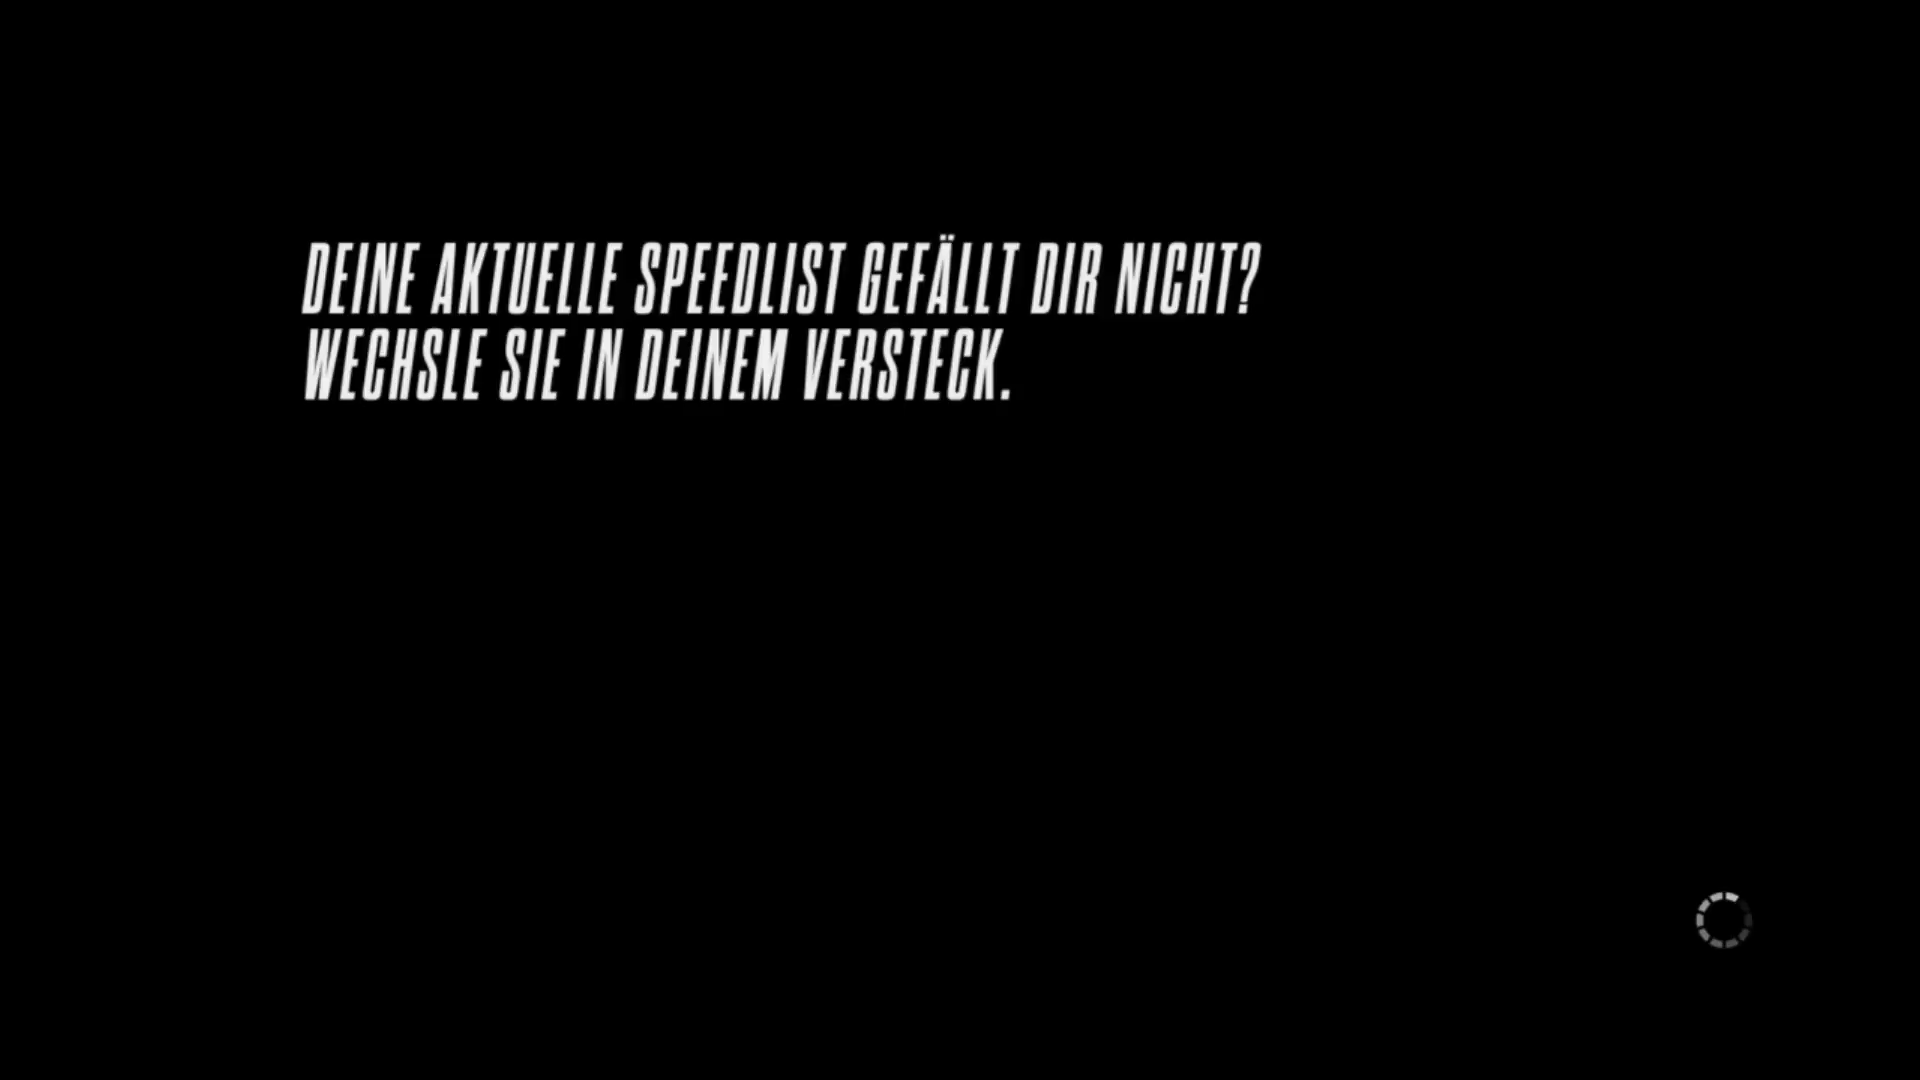 DEINE AKTUELLE SPEEDLIST GEFÄLLT DIR NICHT?
WECHSLE SIE IN DEINEM VERSTECK.